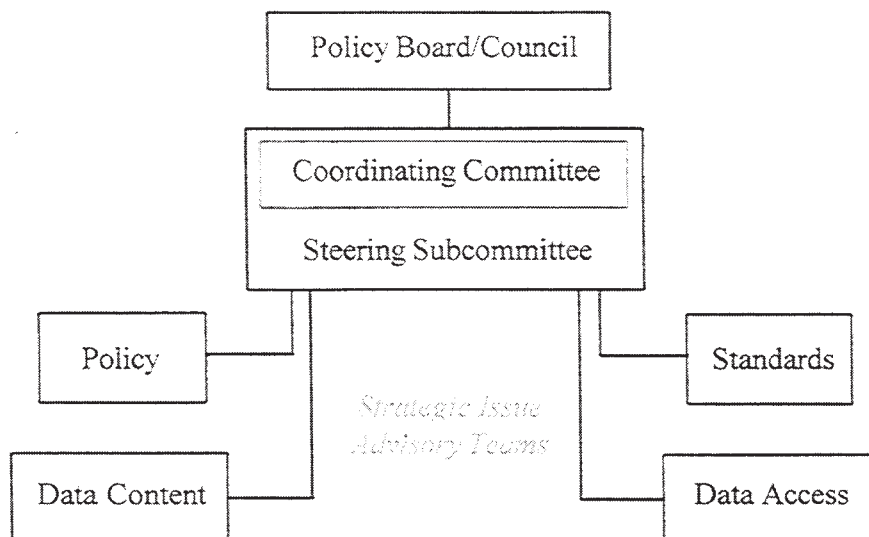 Policy Board/Council
Coordinating Committee
Steering Subcommittee
Policy
Standards
Strategic Issue
Advisory Teams
Data Content
Data Access